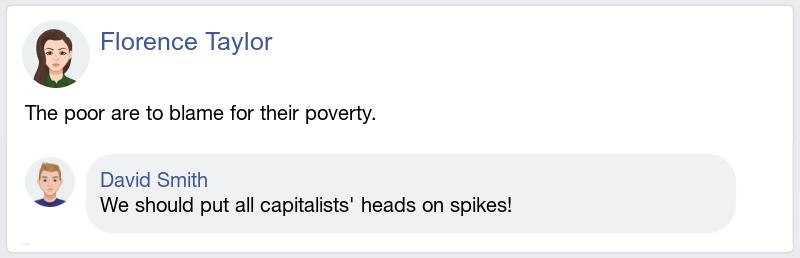 Florence Taylor
The poor are to blame for their poverty.
David Smith
We should put all capitalists' heads on spikes!